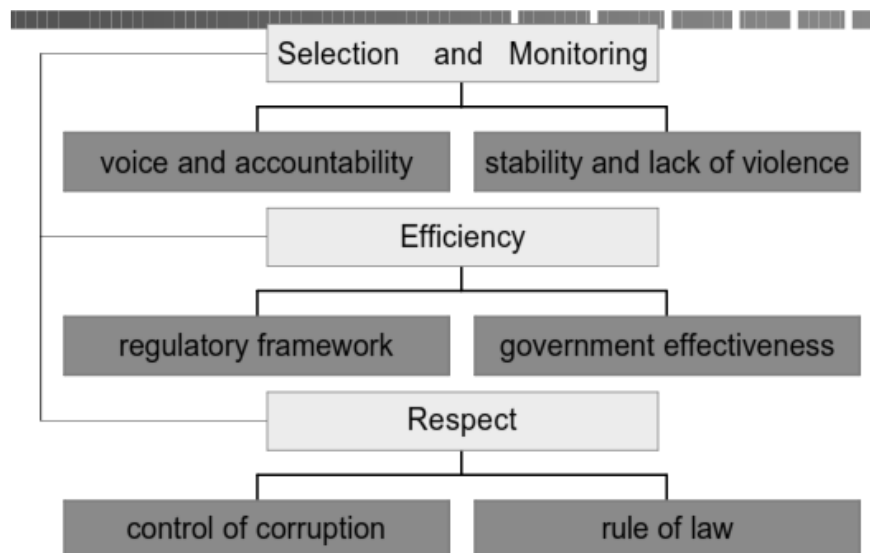 Selection and Monitoring
voice and accountability
stability and lack of violence
Efficiency
regulatory framework
government effectiveness
Respect
control of corruption
rule of law